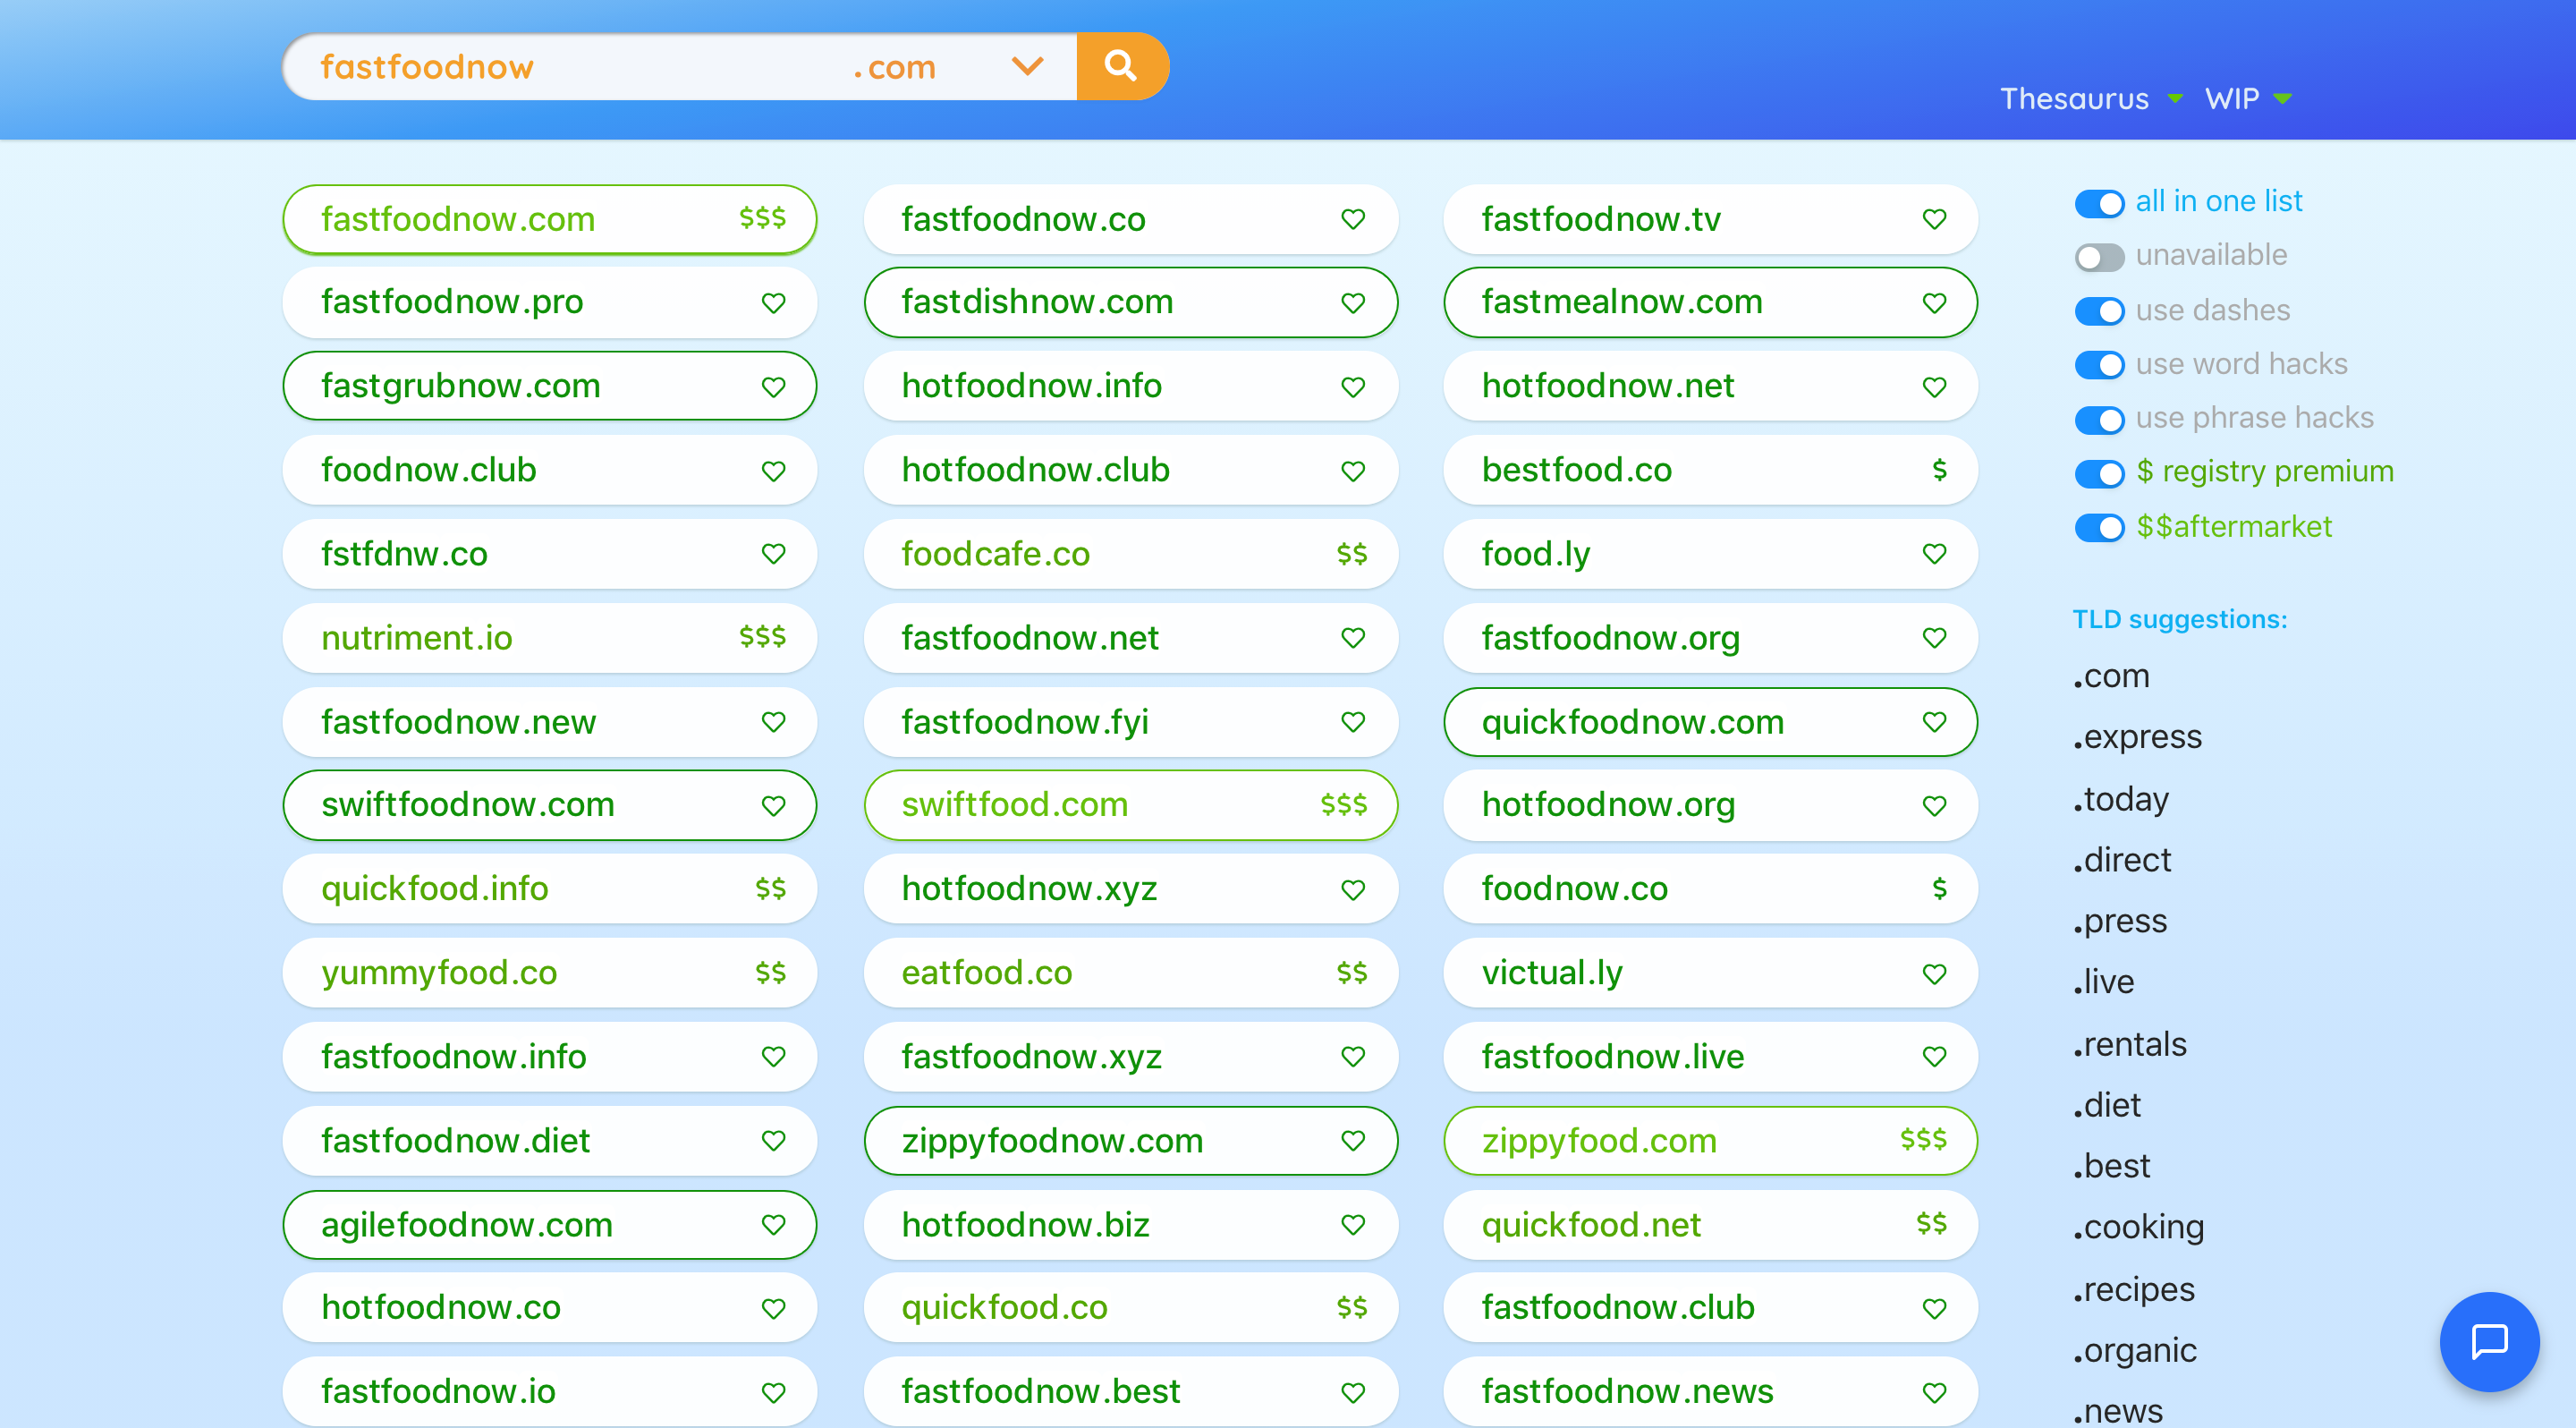 fastfoodnow .com
Thesaurus WIP
fastfoodnow.com $$$ fastfoodnow.co fastfoodnow.tv
fastfoodnow.pro fastdishnow.com fastmealnow.com
fastgrubnow.com hotfoodnow.info hotfoodnow.net
foodnow.club hotfoodnow.club bestfood.co $
fstfdnw.co foodcafe.co $$ food.ly
nutriment.io $$$ fastfoodnow.net fastfoodnow.org
fastfoodnow.new fastfoodnow.fyi quickfoodnow.com
swiftfoodnow.com swiftfood.com $$$ hotfoodnow.org
quickfood.info $$ hotfoodnow.xyz foodnow.co $
yummyfood.co $$ eatfood.co $$ victual.ly
fastfoodnow.info fastfoodnow.xyz fastfoodnow.live
fastfoodnow.diet zippyfoodnow.com zippyfood.com $$$
agilefoodnow.com hotfoodnow.biz quickfood.net $$
hotfoodnow.co quickfood.co $$ fastfoodnow.club
fastfoodnow.io fastfoodnow.best fastfoodnow.news
all in one list
unavailable
use dashes
use word hacks
use phrase hacks
$ registry premium
$$aftermarket
TLD suggestions:
.com
.express
.today
.direct
.press
.live
.rentals
.diet
.best
.cooking
.recipes
.organic
.news